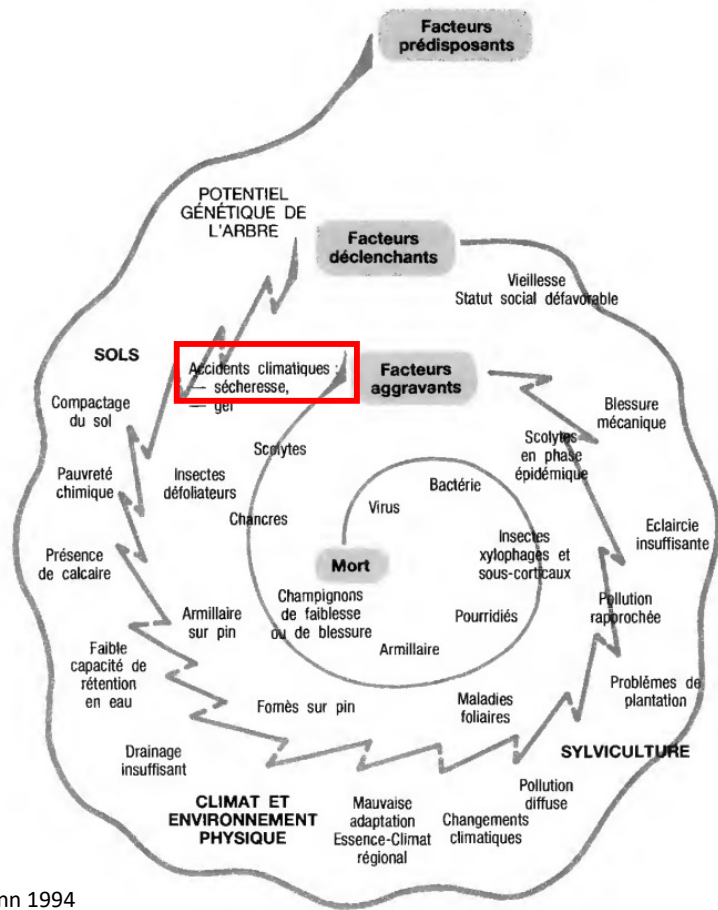 Facteurs
prédisposants
POTENTIEL
GÉNÉTIQUE DE
L'ARBRE
Facteurs
déclenchants
Vieillesse
Statut social défavorable
SOLS
Accidents climatiques :
— sécheresse,
— gel
Facteurs
aggravants
Compactage
du sol
Blessure
mécanique
Scolytes
Scolytes
en phase
épidémique
Pauvreté
chimique
Insectes
défoliateurs
Bactérie
Virus
Chancres
Eclaircie
insuffisante
Insectes
xylophages et
sous-corticaux
Présence
de calcaire
Mort
Champignons
de faiblesse
ou de blessure
Pollution
rapprochée
Armillaire
sur pin
Pourridiés
Armillaire
Faible
capacité de
rétention
en eau
Problèmes de
plantation
Fomès sur pin
Maladies
foliaires
Drainage
insuffisant
SYLVICULTURE
Pollution
diffuse
CLIMAT ET
ENVIRONNEMENT
PHYSIQUE
Mauvaise
adaptation
Essence-Climat
régional
Changements
climatiques
nn 1994